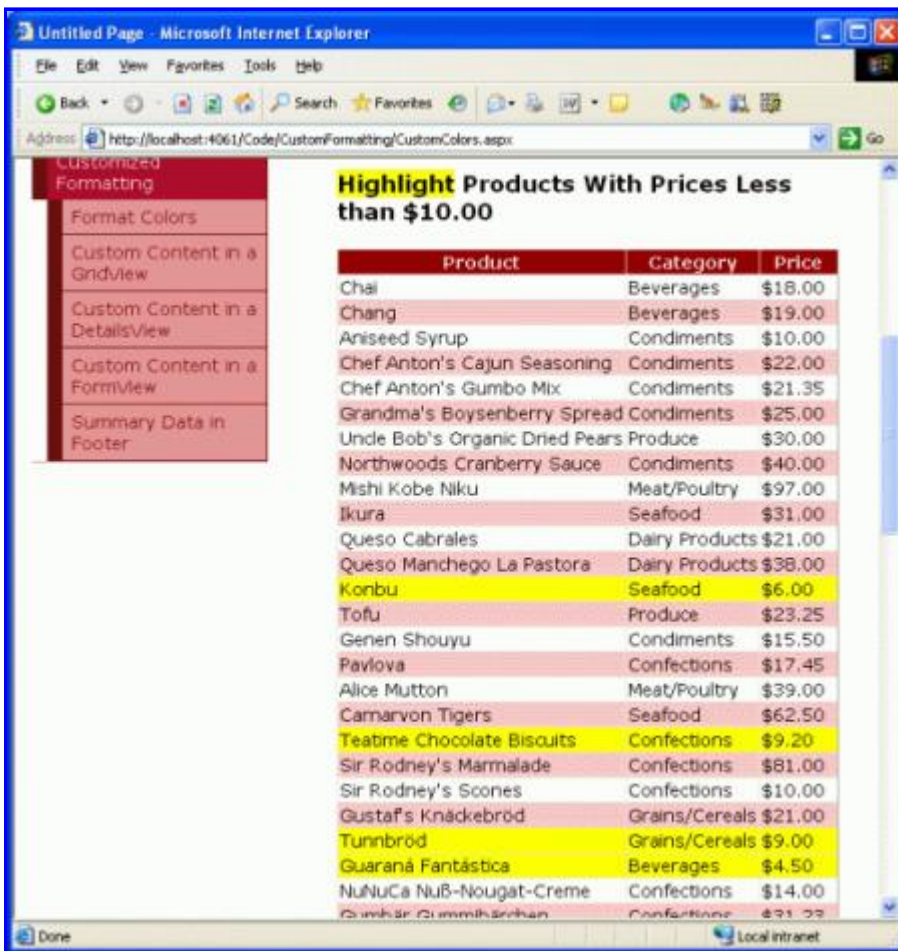 Untitled Page - Microsoft Internet Explorer
File Edit View Favorites Tools Help
Back Search Favorites
Address http://localhost:4061/Code/CustomFormatting/CustomColors.aspx Go
Customized
Formatting
Format Colors
Custom Content in a
GridView
Custom Content in a
DetailsView
Custom Content in a
FormView
Summary Data in
Footer
Highlight Products With Prices Less
than $10.00
Product Category Price
Chai Beverages $18.00
Chang Beverages $19.00
Aniseed Syrup Condiments $10.00
Chef Anton's Cajun Seasoning Condiments $22.00
Chef Anton's Gumbo Mix Condiments $21.35
Grandma's Boysenberry Spread Condiments $25.00
Uncle Bob's Organic Dried Pears Produce $30.00
Northwoods Cranberry Sauce Condiments $40.00
Mishi Kobe Niku Meat/Poultry $97.00
Ikura Seafood $31.00
Queso Cabrales Dairy Products $21.00
Queso Manchego La Pastora Dairy Products $38.00
Konbu Seafood $6.00
Tofu Produce $23.25
Genen Shouyu Condiments $15.50
Pavlova Confections $17.45
Alice Mutton Meat/Poultry $39.00
Carnarvon Tigers Seafood $62.50
Teatime Chocolate Biscuits Confections $9.20
Sir Rodney's Marmalade Confections $81.00
Sir Rodney's Scones Confections $10.00
Gustaf's Knäckebröd Grains/Cereals $21.00
Tunnbröd Grains/Cereals $9.00
Guaraná Fantástica Beverages $4.50
NuNuCa Nuß-Nougat-Creme Confections $14.00
Gumbär Gummibärchen Confections $31.23
Done Local intranet